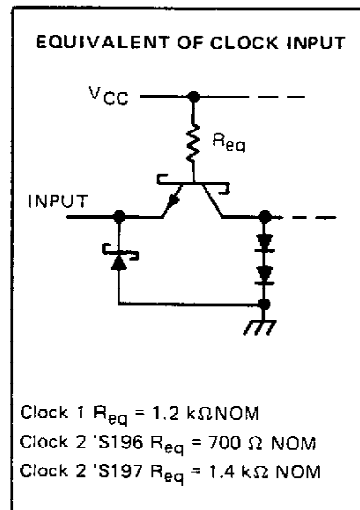 EQUIVALENT OF CLOCK INPUT
VCC
Req
INPUT
Clock 1 Req = 1.2 kΩ NOM
Clock 2 'S196 Req = 700 Ω NOM
Clock 2 'S197 Req = 1.4 kΩ NOM